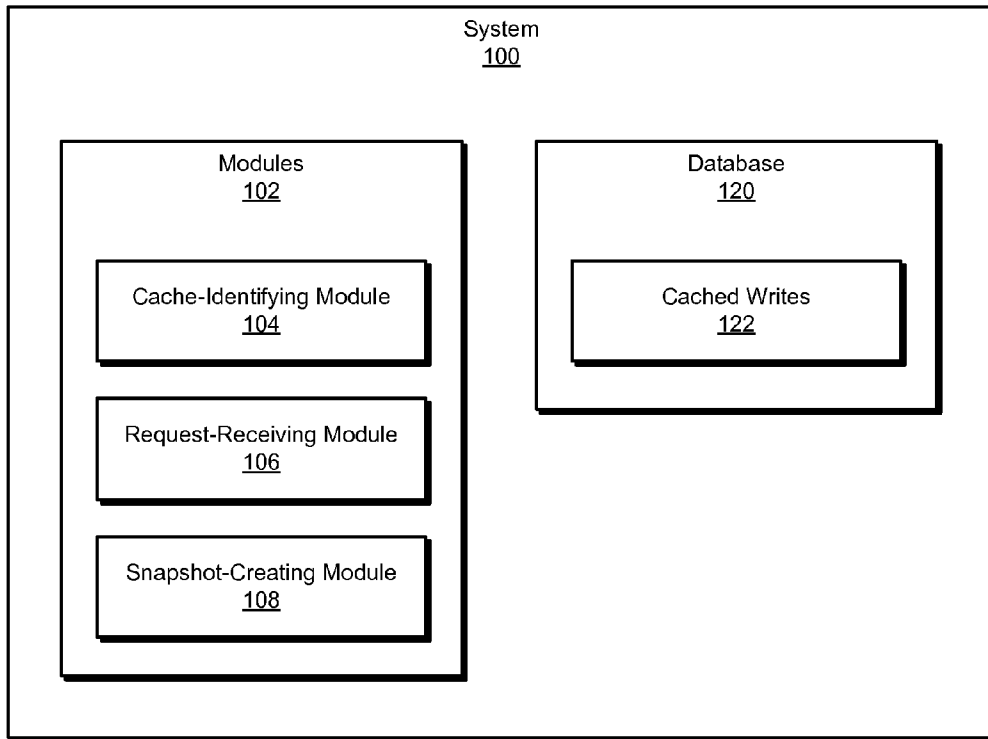 System
100
Modules
102
Cache-Identifying Module
104
Request-Receiving Module
106
Snapshot-Creating Module
108
Database
120
Cached Writes
122